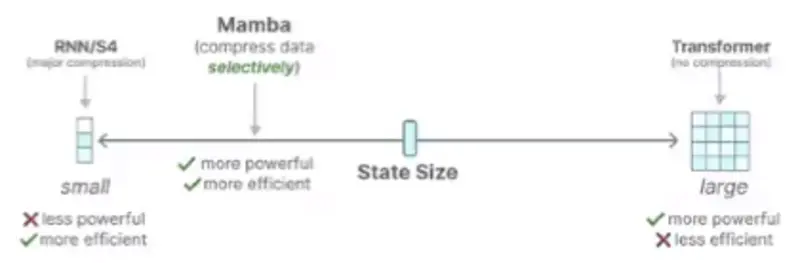 RNN/S4
(major compression)
small
less powerful
more efficient
Mamba
(compress data
selectively)
more powerful
more efficient
State Size
Transformer
(no compression)
large
more powerful
less efficient